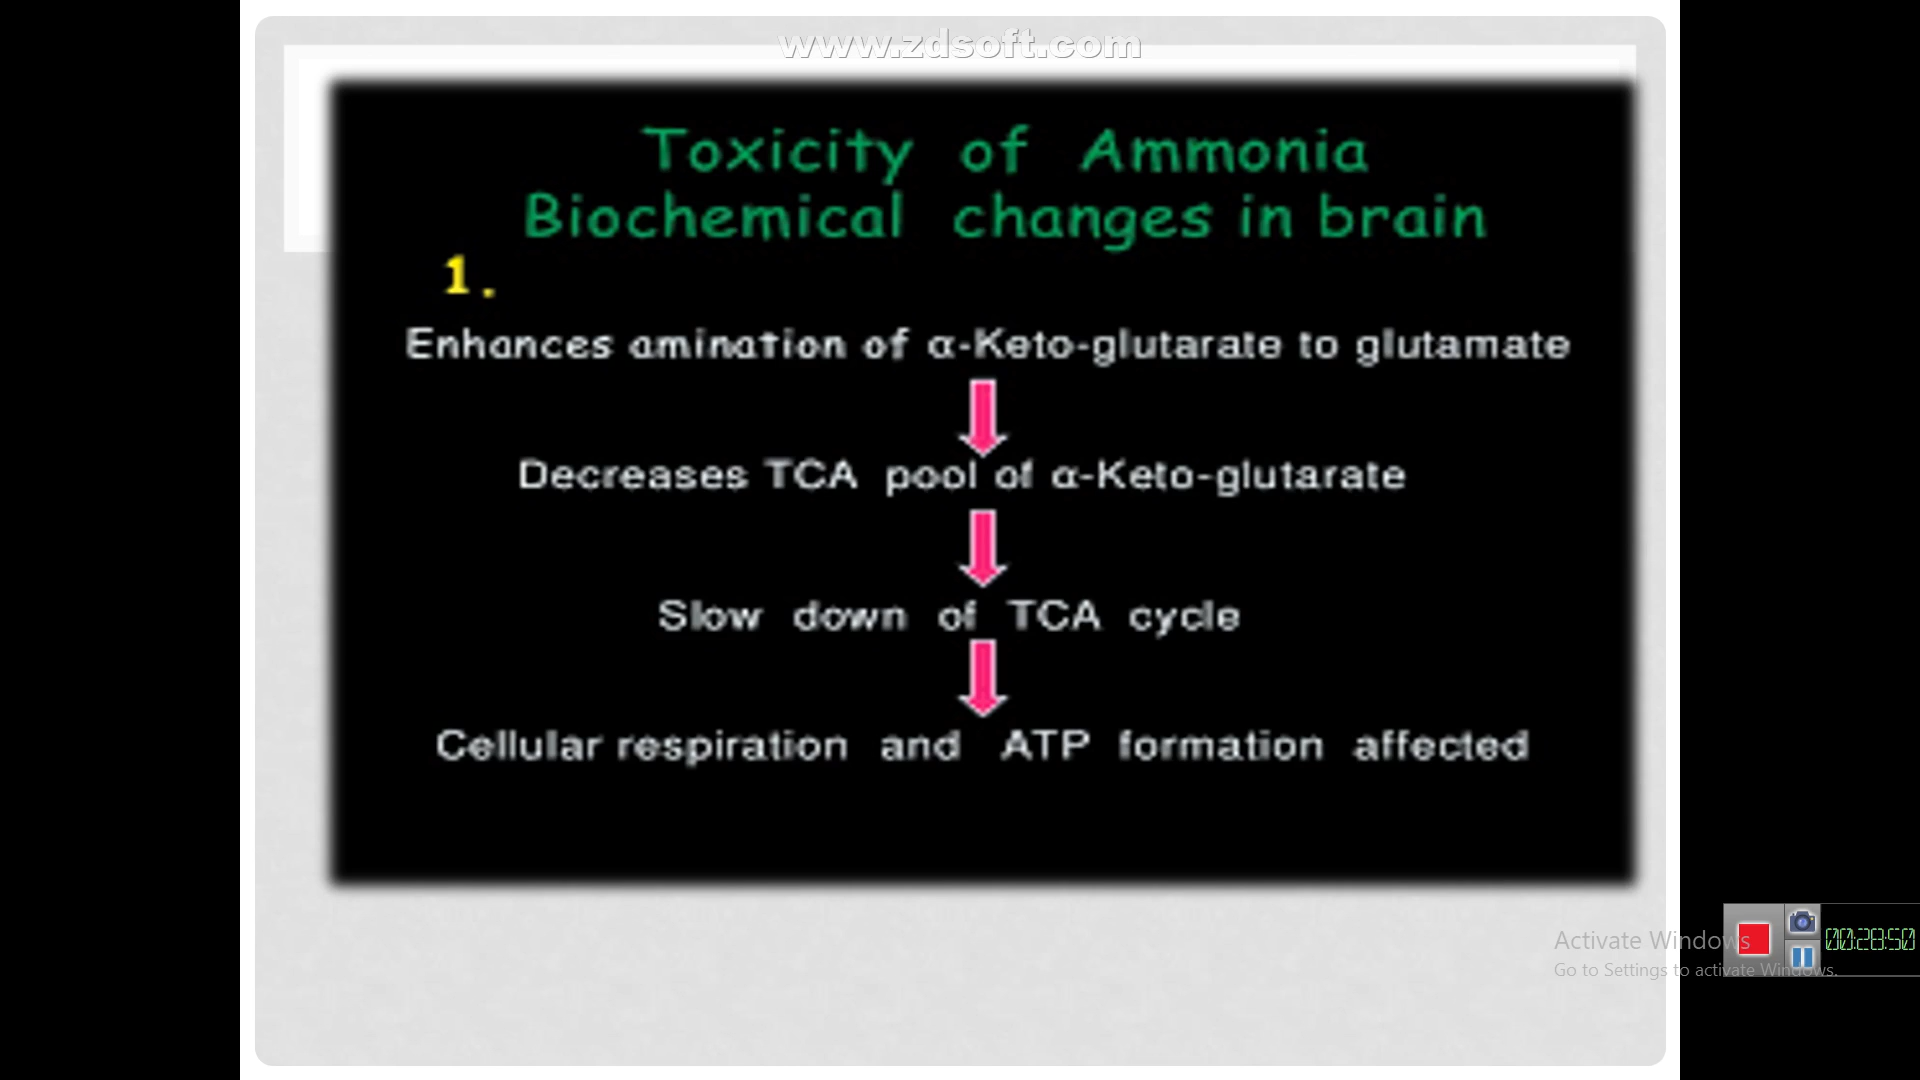 www.zdsoft.com
Toxicity of Ammonia
Biochemical changes in brain
1.
Enhances amination of α-Keto-glutarate to glutamate
Decreases TCA pool of α-Keto-glutarate
Slow down of TCA cycle
Cellular respiration and ATP formation affected
Activate Windows
Go to Settings to activate Windows.
00:28:50